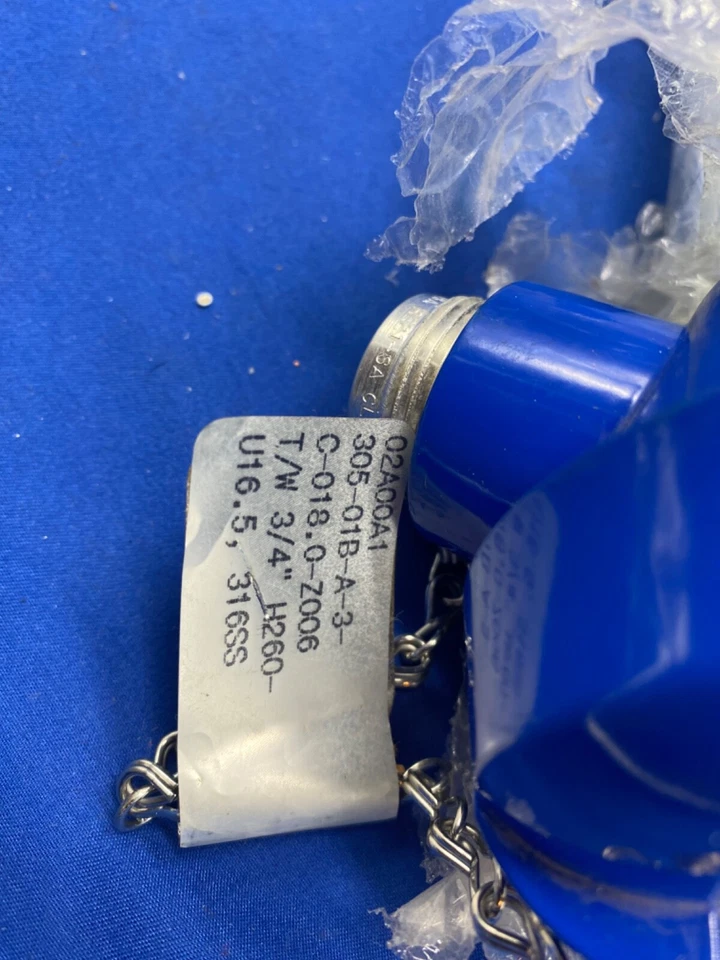 02A00A1
305-01B-A-3-
C-018.0-Z006
T/W 3/4" H260-
U16.5, 316SS